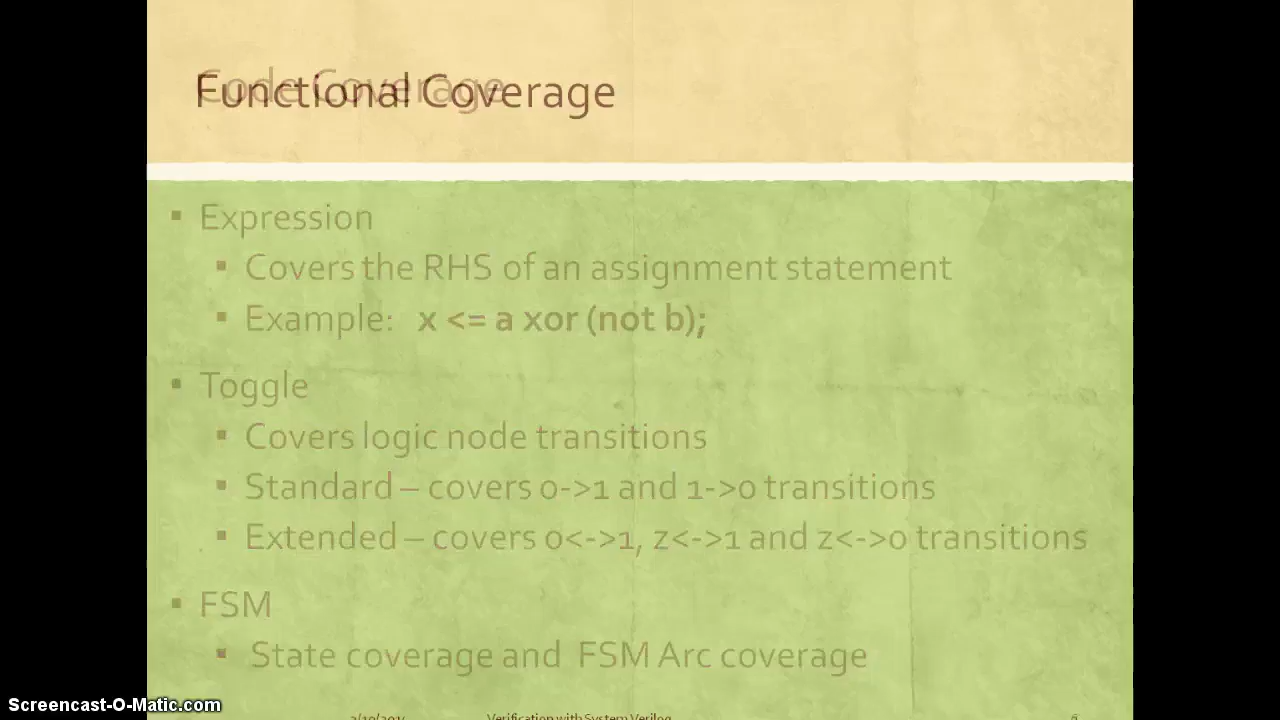 Code Coverage
Functional Coverage
▪ Expression
▪ Covers the RHS of an assignment statement
▪ Example: x <= a xor (not b);
• Toggle
▪ Covers logic node transitions
▪ Standard – covers 0->1 and 1->0 transitions
▪ Extended – covers 0<->1, z<->1 and z<->0 transitions
▪ FSM
▪ State coverage and FSM Arc coverage
Verification with System Verilog
Screencast-O-Matic.com